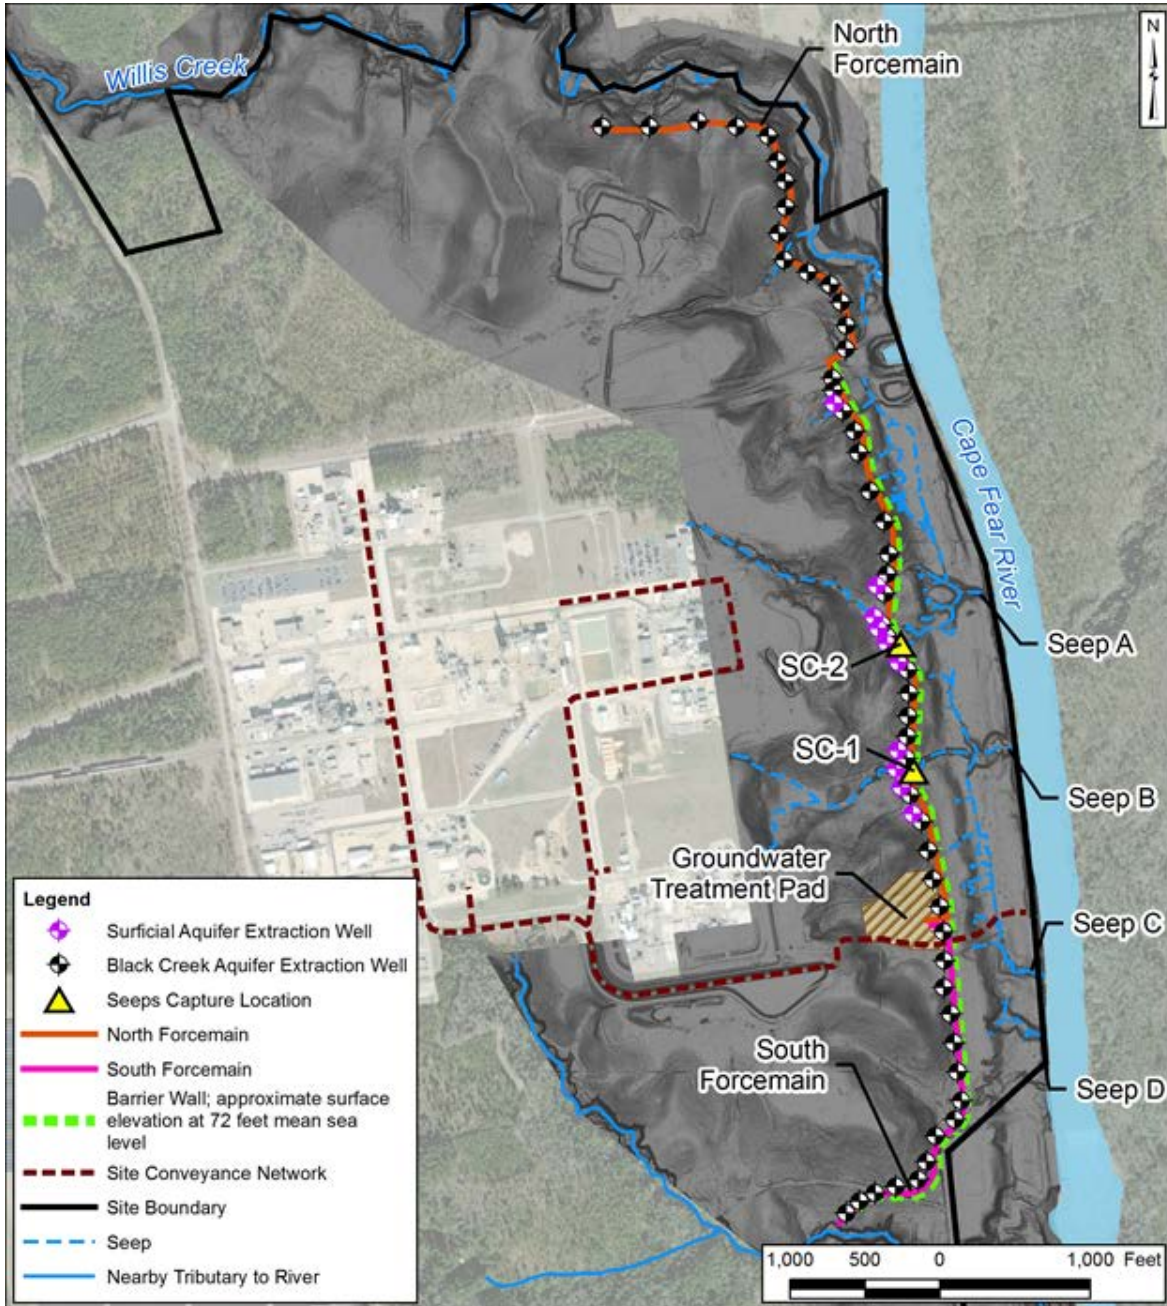 North
Forcemain
N
Willis Creek
Cape Fear River
Seep A
SC-2
SC-1
Seep B
Groundwater
Treatment Pad
Seep C
South
Forcemain
Seep D
Legend
Surficial Aquifer Extraction Well
Black Creek Aquifer Extraction Well
Seeps Capture Location
North Forcemain
South Forcemain
Barrier Wall; approximate surface
elevation at 72 feet mean sea
level
Site Conveyance Network
Site Boundary
Seep
Nearby Tributary to River
1,000 500 0 1,000 Feet